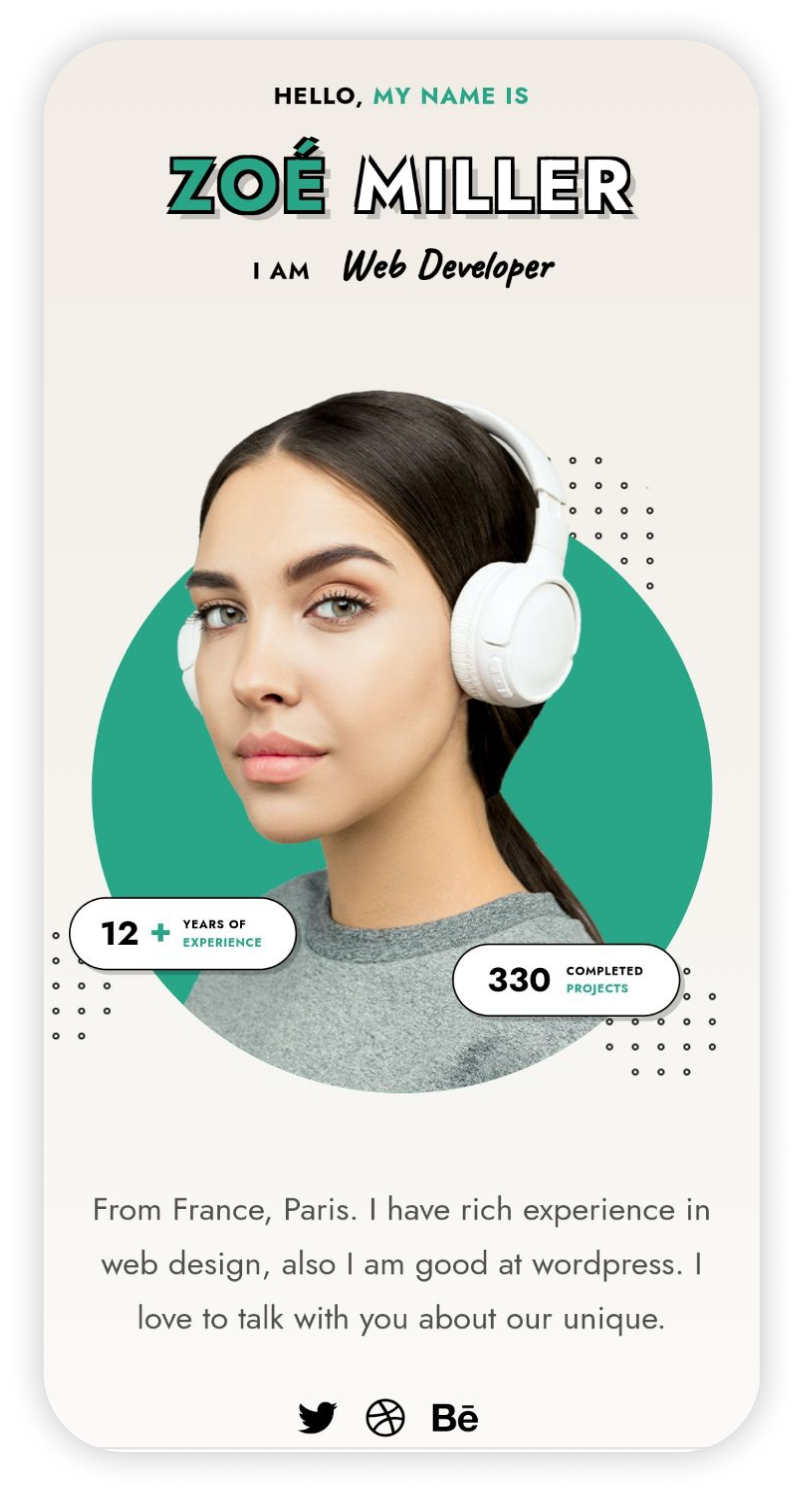 HELLO, MY NAME IS
ZOÉ MILLER
I AM Web Developer
12 + YEARS OF
EXPERIENCE
330 COMPLETED
PROJECTS
From France, Paris. I have rich experience in
web design, also I am good at wordpress. I
love to talk with you about our unique.
Bē